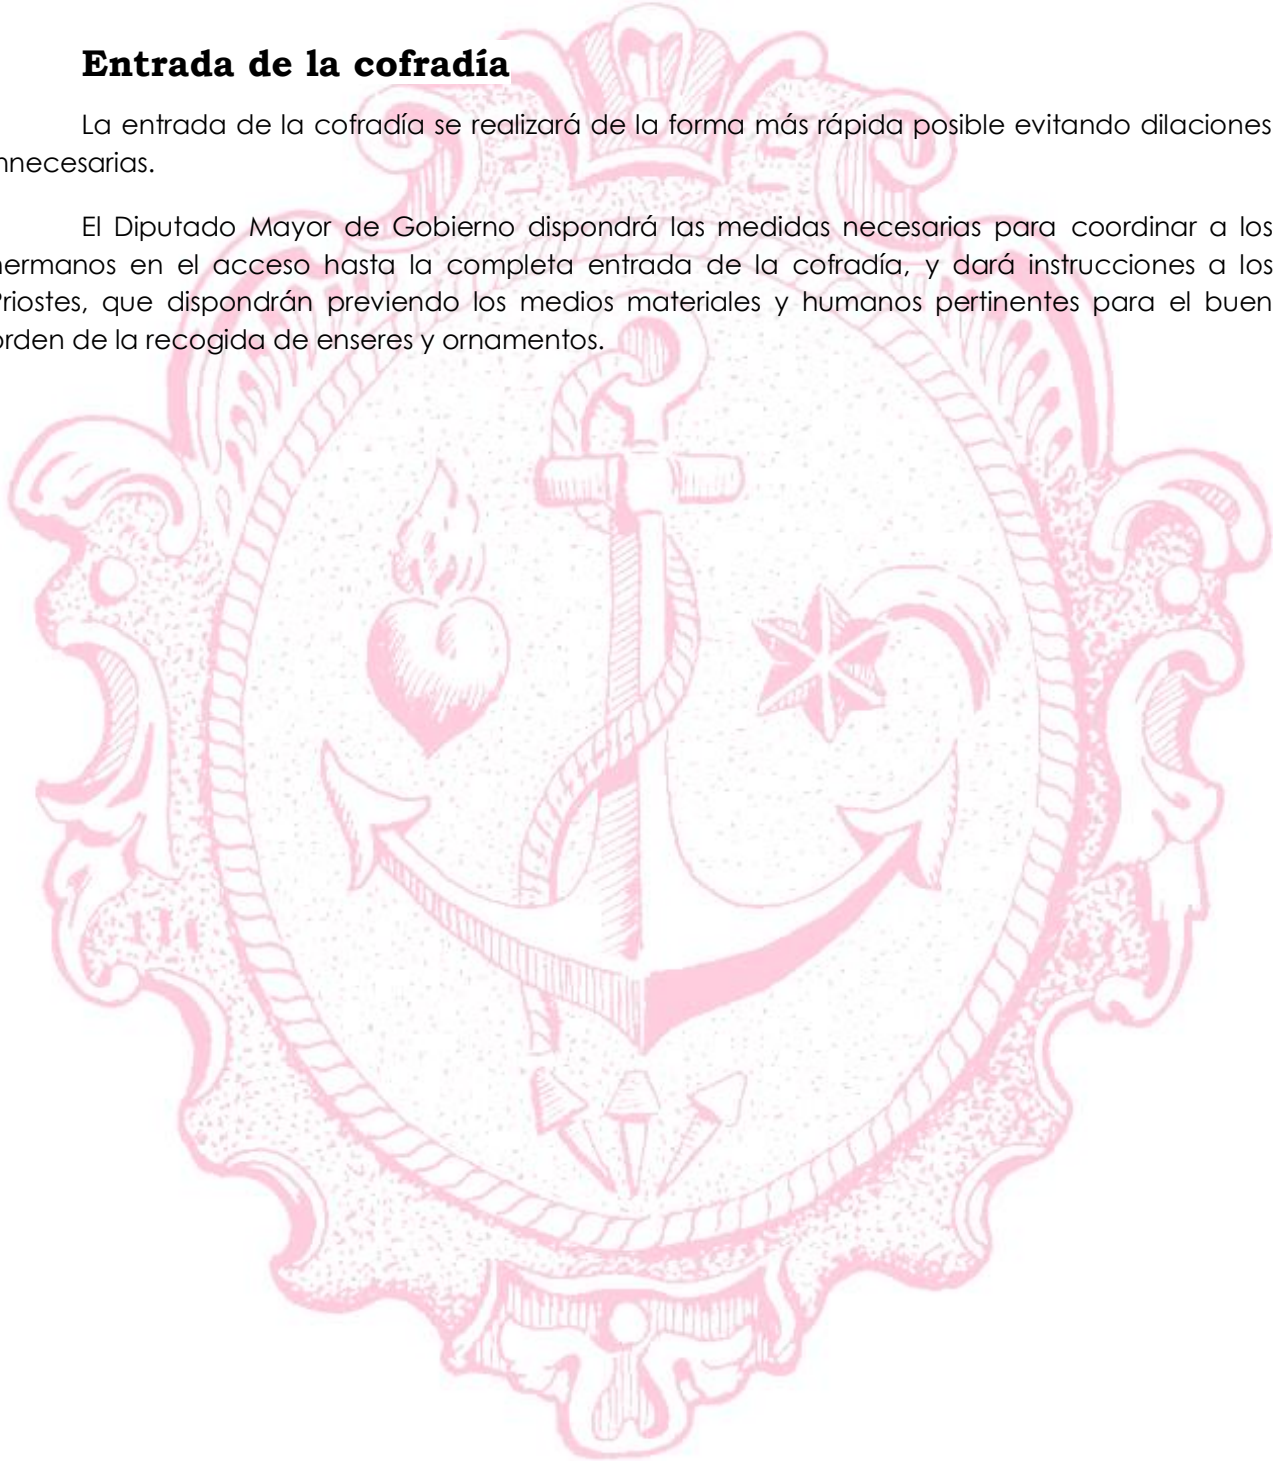 Entrada de la cofradía
La entrada de la cofradía se realizará de la forma más rápida posible evitando dilaciones
nnecesarias.
El Diputado Mayor de Gobierno dispondrá las medidas necesarias para coordinar a los
hermanos en el acceso hasta la completa entrada de la cofradía, y dará instrucciones a los
Priostes, que dispondrán previendo los medios materiales y humanos pertinentes para el buen
orden de la recogida de enseres y ornamentos.